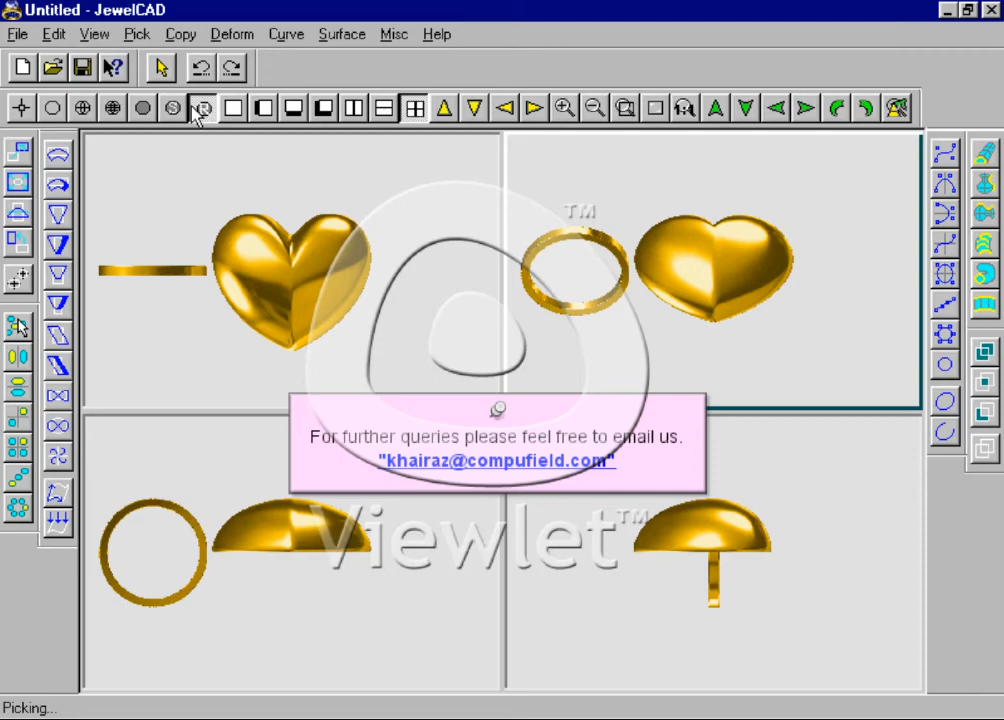 Untitled - JewelCAD
File Edit View Pick Copy Deform Curve Surface Misc Help
TM
For further queries please feel free to email us.
"khairaz@compufield.com"
Viewlet™
Picking...